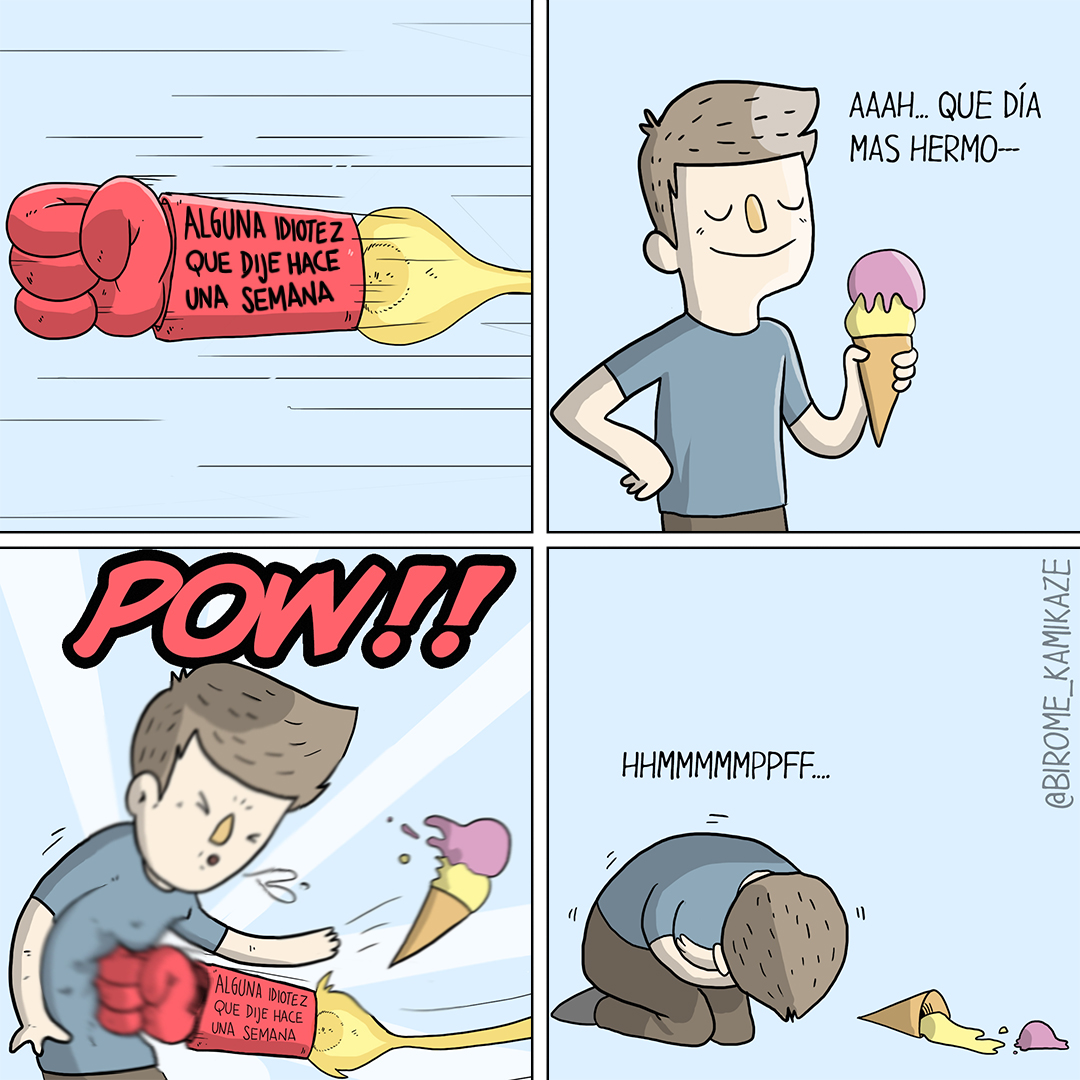 ALGUNA IDIOTEZ
QUE DIJE HACE
UNA SEMANA
AAAH... QUE DÍA
MAS HERMO---
POW!!
ALGUNA IDIOTEZ
QUE DIJE HACE
UNA SEMANA
HHMMMMMPPFF....
@BIROME_KAMIKAZE